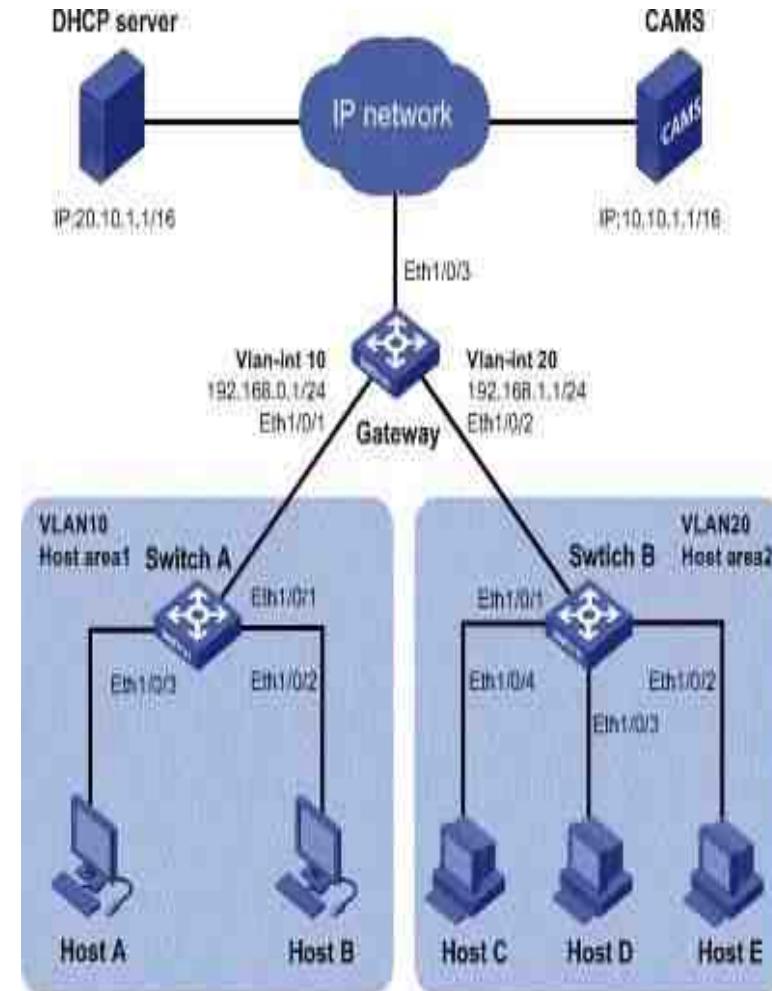 DHCP server
CAMS
IP network
CAMS
IP:20.10.1.1/16
IP:10.10.1.1/16
Eth1/0/3
Vlan-int 10
192.168.0.1/24
Eth1/0/1
Vlan-int 20
192.168.1.1/24
Eth1/0/2
Gateway
VLAN10
Host area1
Switch A
Swtich B
VLAN20
Host area2
Eth1/0/1
Eth1/0/3
Eth1/0/2
Eth1/0/1
Eth1/0/4
Eth1/0/3
Eth1/0/2
Host A
Host B
Host C
Host D
Host E